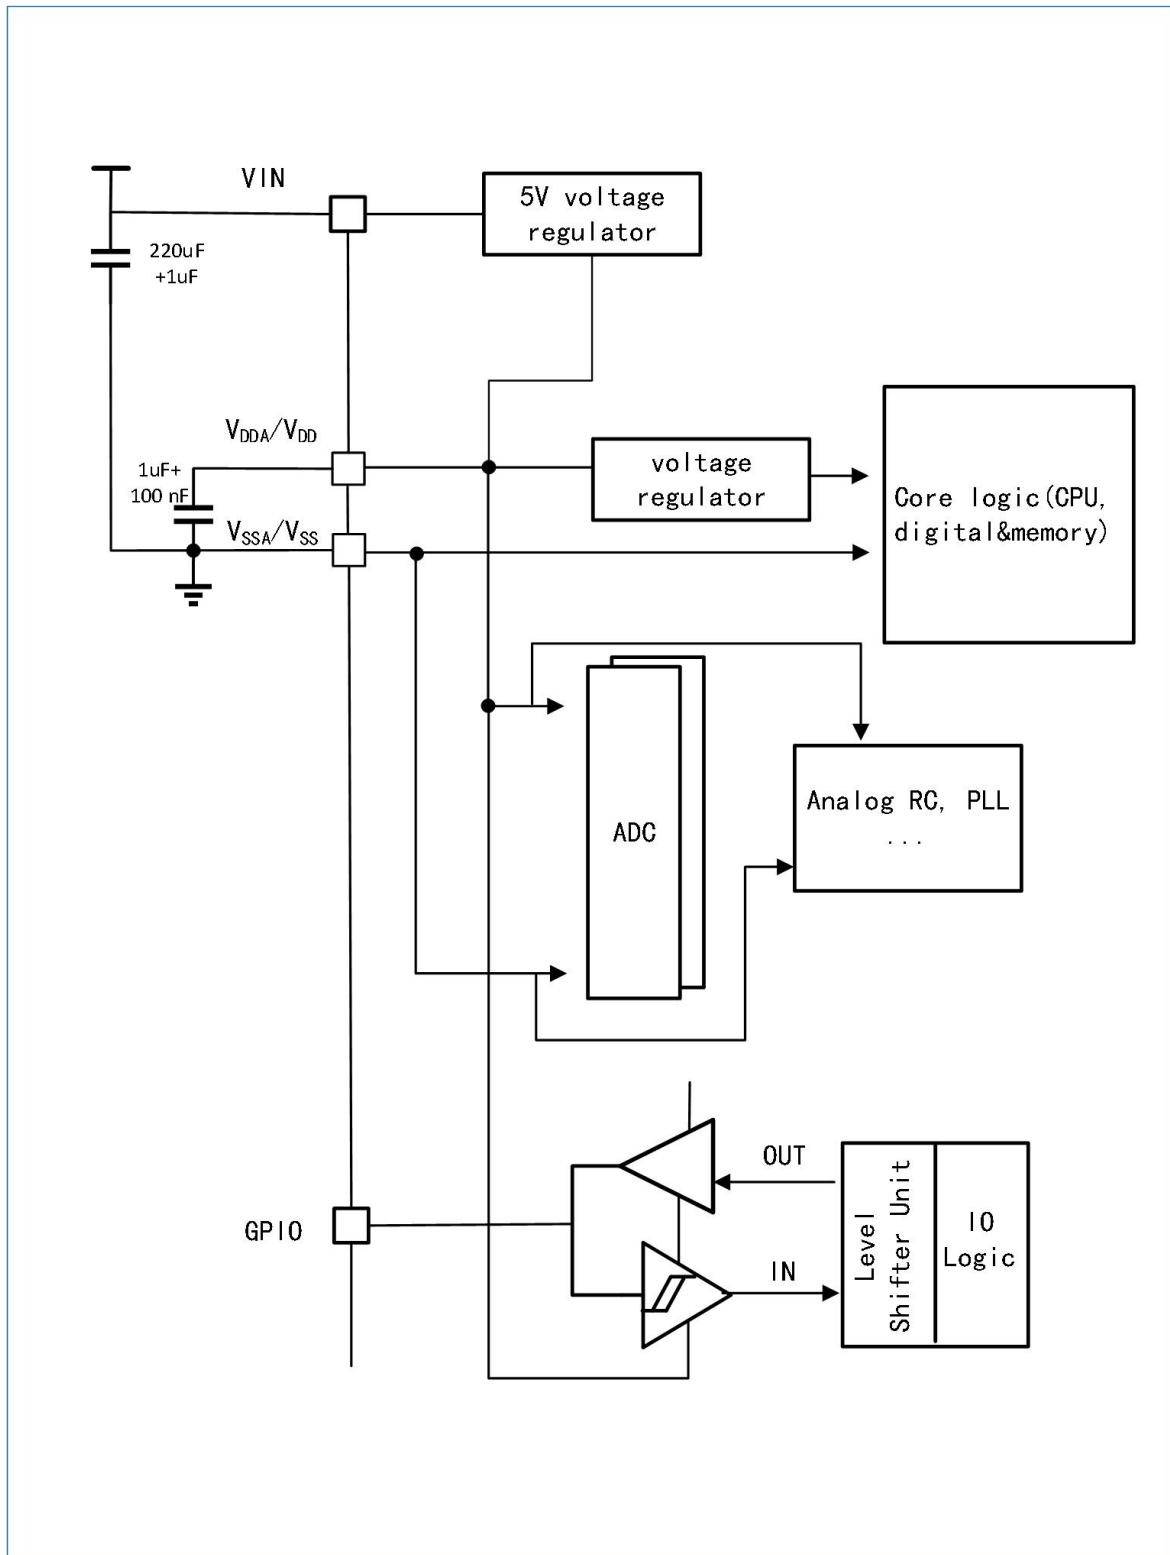 VIN
5V voltage
regulator
220uF
+1uF
VDDA/VDD
1uF+
100 nF
voltage
regulator
Core logic(CPU,
digital&memory)
VSSA/VSS
ADC
Analog RC, PLL
...
OUT
GPIO
IN
Level
Shifter Unit
IO
Logic